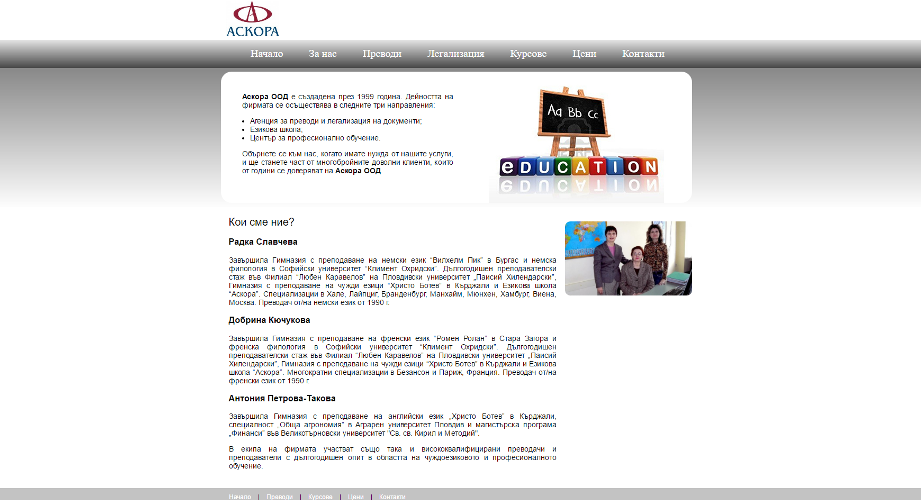 АСКОРА
Начало За нас Преводи Легализация Курсове Цени Контакти
Аскора ООД е създадена през 1999 година. Дейността на
фирмата се осъществява в следните три направления:
Агенция за преводи и легализация на документи;
Езикова школа;
Център за професионално обучение.
Обърнете се към нас, когато имате нужда от нашите услуги,
и ще станете част от многобройните доволни клиенти, които
от години се доверяват на Аскора ООД.
Aa Bb Cc
eDUCATION
Кои сме ние?
Радка Славчева
Завършила Гимназия с преподаване на немски език "Вилхелм Пик" в Бургас и немска
филология в Софийски университет "Климент Охридски". Дългогодишен преподавателски
стаж във Филиал "Любен Каравелов" на Пловдивски университет „Паисий Хилендарски",
Гимназия с преподаване на чужди езици "Христо Ботев" в Кърджали и Езикова школа
"Аскора". Специализации в Хале, Лайпциг, Бранденбург, Манхайм, Мюнхен, Хамбург, Виена,
Москва. Преводач от/на немски език от 1990 г.
Добрина Кючукова
Завършила Гимназия с преподаване на френски език "Ромен Ролан" в Стара Загора и
френска филология в Софийски университет "Климент Охридски". Дългогодишен
преподавателски стаж във Филиал "Любен Каравелов" на Пловдивски университет „Паисий
Хилендарски", Гимназия с преподаване на чужди езици "Христо Ботев" в Кърджали и Езикова
школа "Аскора". Многократни специализации в Безансон и Париж, Франция. Преводач от/на
френски език от 1990 г.
Антония Петрова-Такова
Завършила Гимназия с преподаване на английски език „Христо Ботев" в Кърджали,
специалност „Обща агрономия" в Аграрен университет Пловдив и магистърска програма
„Финанси" във Великотърновски университет "Св. св. Кирил и Методий".
В екипа на фирмата участват също така и висококвалифицирани преводачи и
преподаватели с дългогодишен опит в областта на чуждоезиковото и професионалното
обучение.
Начало | Преводи | Курсове | Цени | Контакти